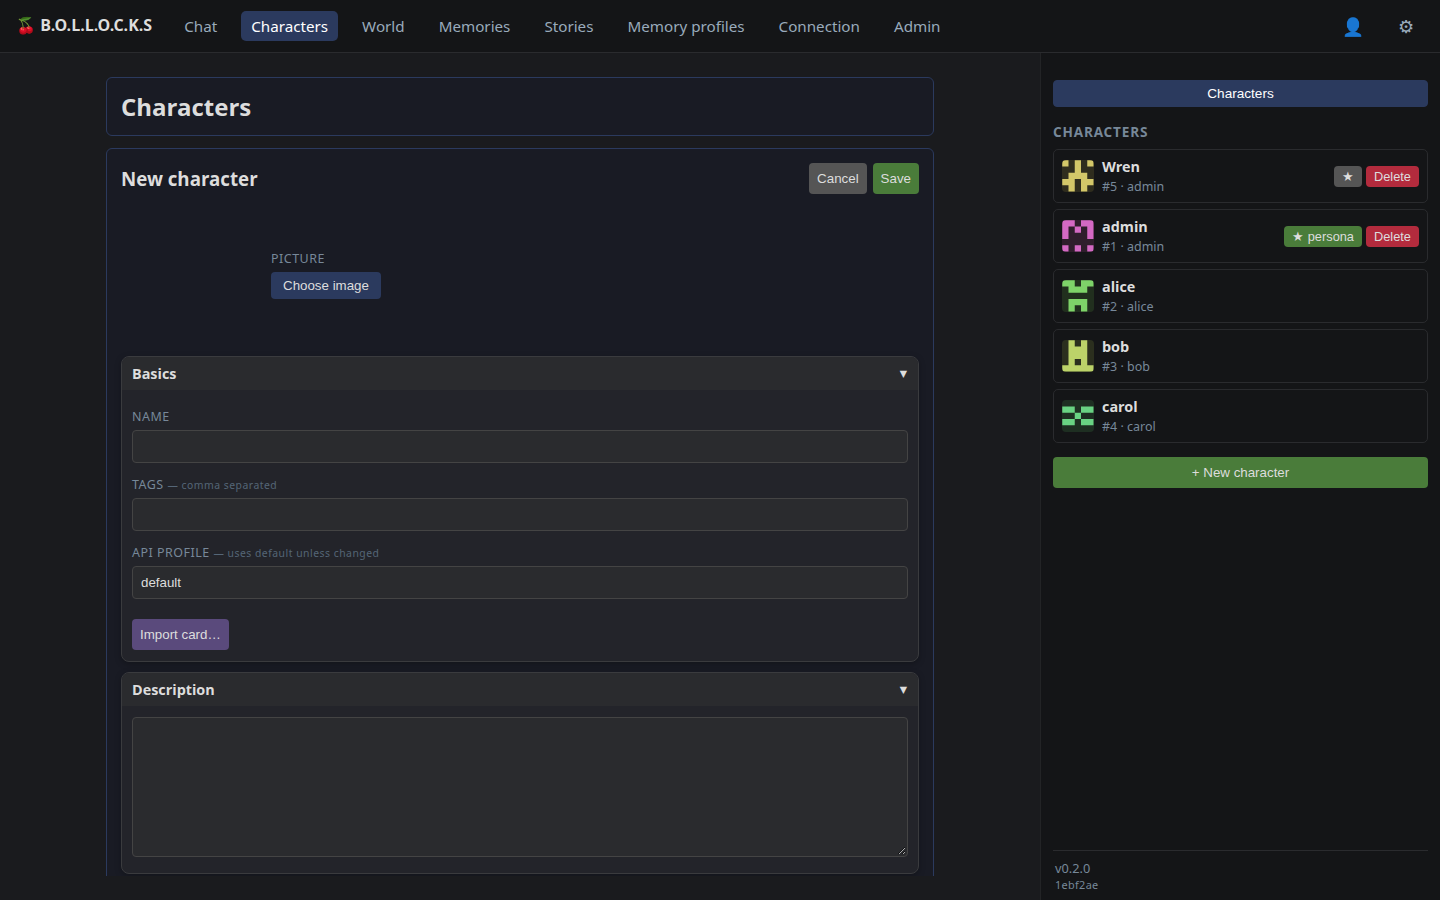 B.O.L.L.O.C.K.S Chat Characters World Memories Stories Memory profiles Connection Admin
Characters
New character
Cancel Save
PICTURE
Choose image
Basics
NAME
TAGS — comma separated
API PROFILE — uses default unless changed
default
Import card…
Description
Characters
CHARACTERS
Wren
#5 · admin
★ Delete
admin
#1 · admin
★ persona Delete
alice
#2 · alice
bob
#3 · bob
carol
#4 · carol
+ New character
v0.2.0
1ebf2ae